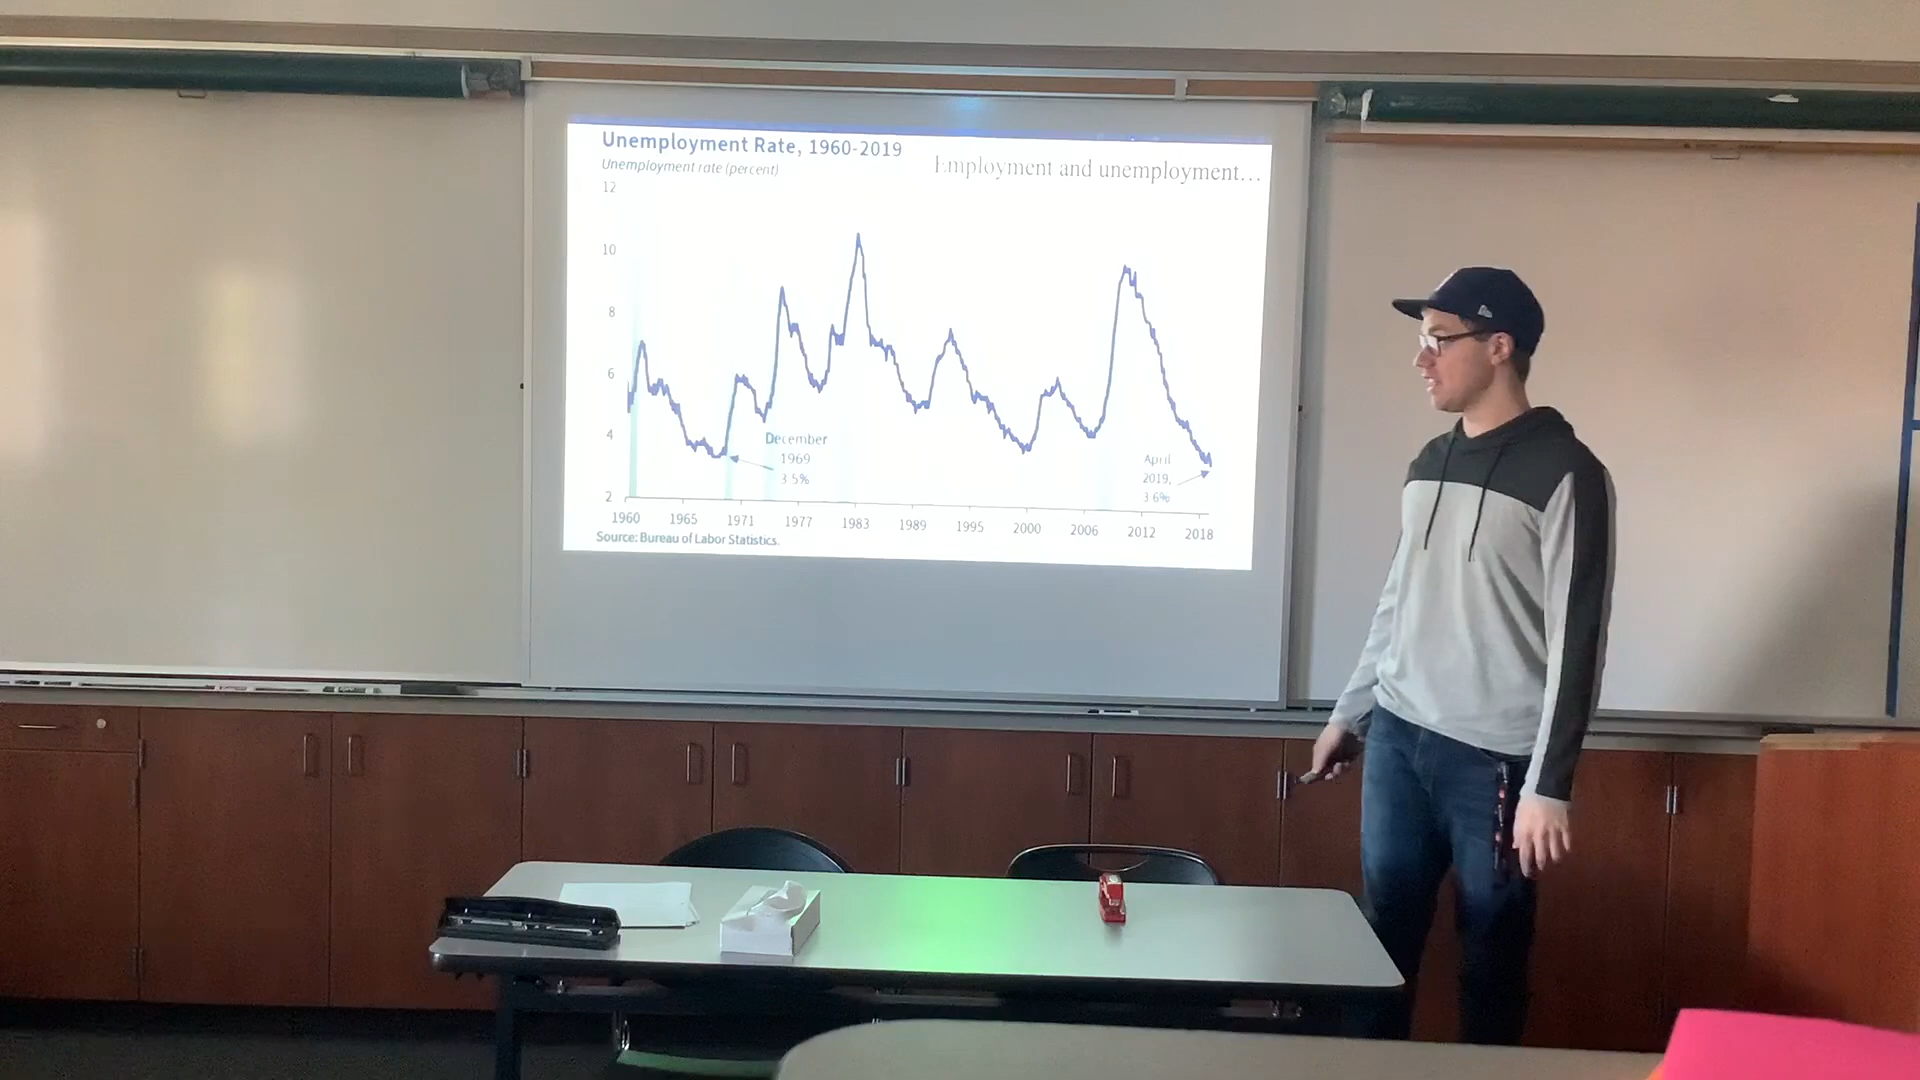 Unemployment Rate, 1960-2019
Employment and unemployment...
Unemployment rate (percent)
12
10
8
6
4
2
December
1969
3.5%
April
2019,
3.6%
1960 1965 1971 1977 1983 1989 1995 2000 2006 2012 2018
Source: Bureau of Labor Statistics.